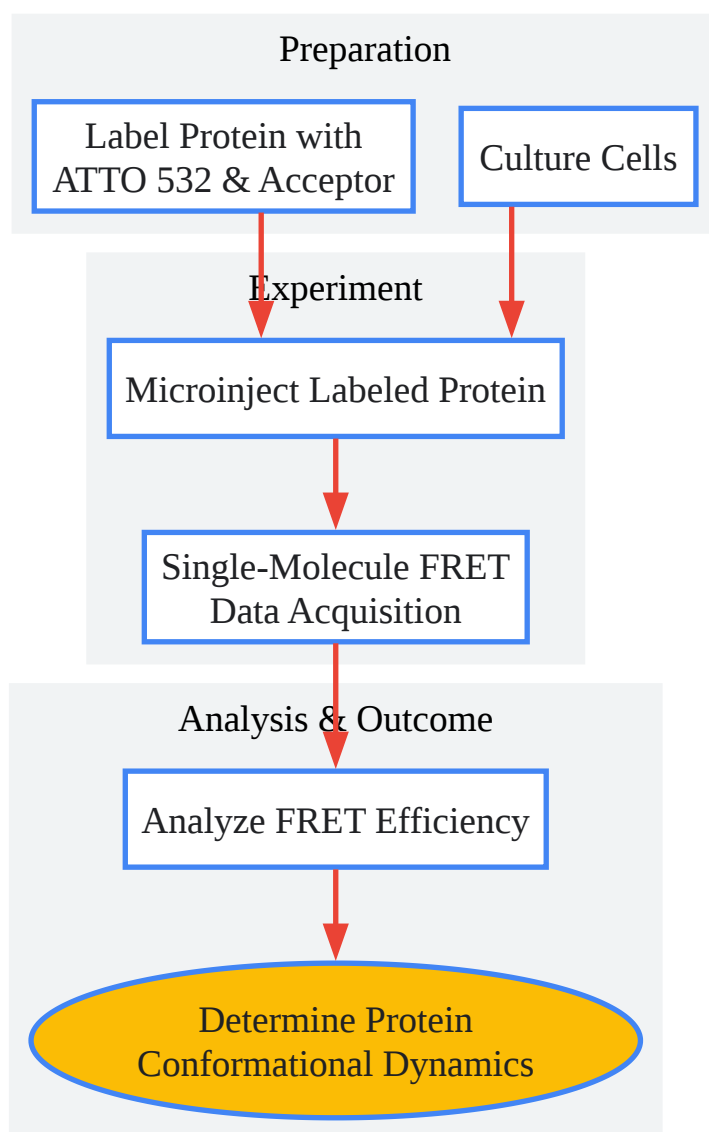 Preparation
Label Protein with
ATTO 532 & Acceptor
Culture Cells
Experiment
Microinject Labeled Protein
Single-Molecule FRET
Data Acquisition
Analysis & Outcome
Analyze FRET Efficiency
Determine Protein
Conformational Dynamics